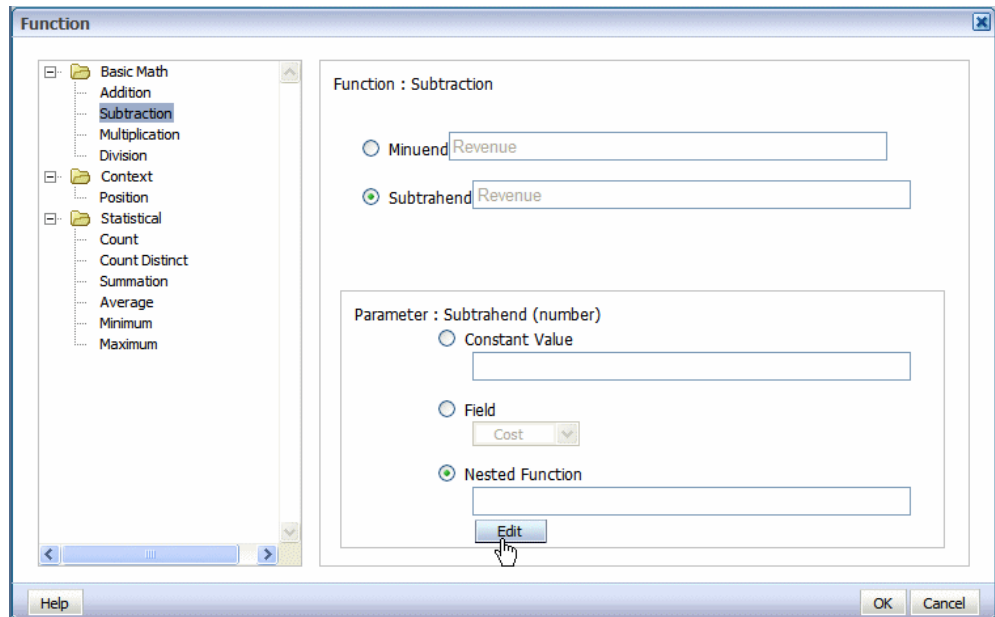 Function
Basic Math
Addition
Subtraction
Multiplication
Division
Context
Position
Statistical
Count
Count Distinct
Summation
Average
Minimum
Maximum
Function : Subtraction
Minuend Revenue
Subtrahend Revenue
Parameter : Subtrahend (number)
Constant Value
Field
Cost
Nested Function
Edit
Help
OK Cancel